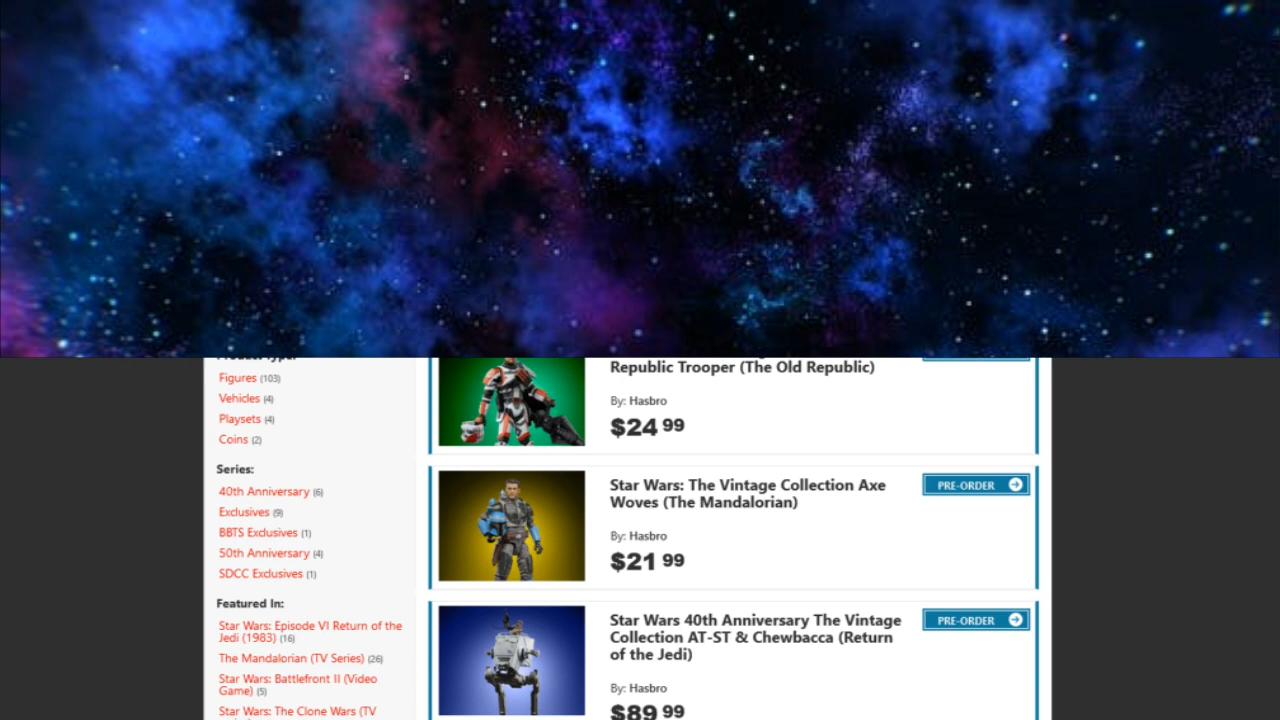 Figures (103)
Vehicles (4)
Playsets (4)
Coins (2)
Series:
40th Anniversary (6)
Exclusives (9)
BBTS Exclusives (1)
50th Anniversary (4)
SDCC Exclusives (1)
Featured In:
Star Wars: Episode VI Return of the
Jedi (1983) (16)
The Mandalorian (TV Series) (26)
Star Wars: Battlefront II (Video
Game) (5)
Star Wars: The Clone Wars (TV
Republic Trooper (The Old Republic)
By: Hasbro
$24 99
Star Wars: The Vintage Collection Axe
Woves (The Mandalorian)
PRE-ORDER
By: Hasbro
$21 99
Star Wars 40th Anniversary The Vintage
Collection AT-ST & Chewbacca (Return
of the Jedi)
PRE-ORDER
By: Hasbro
$89 99